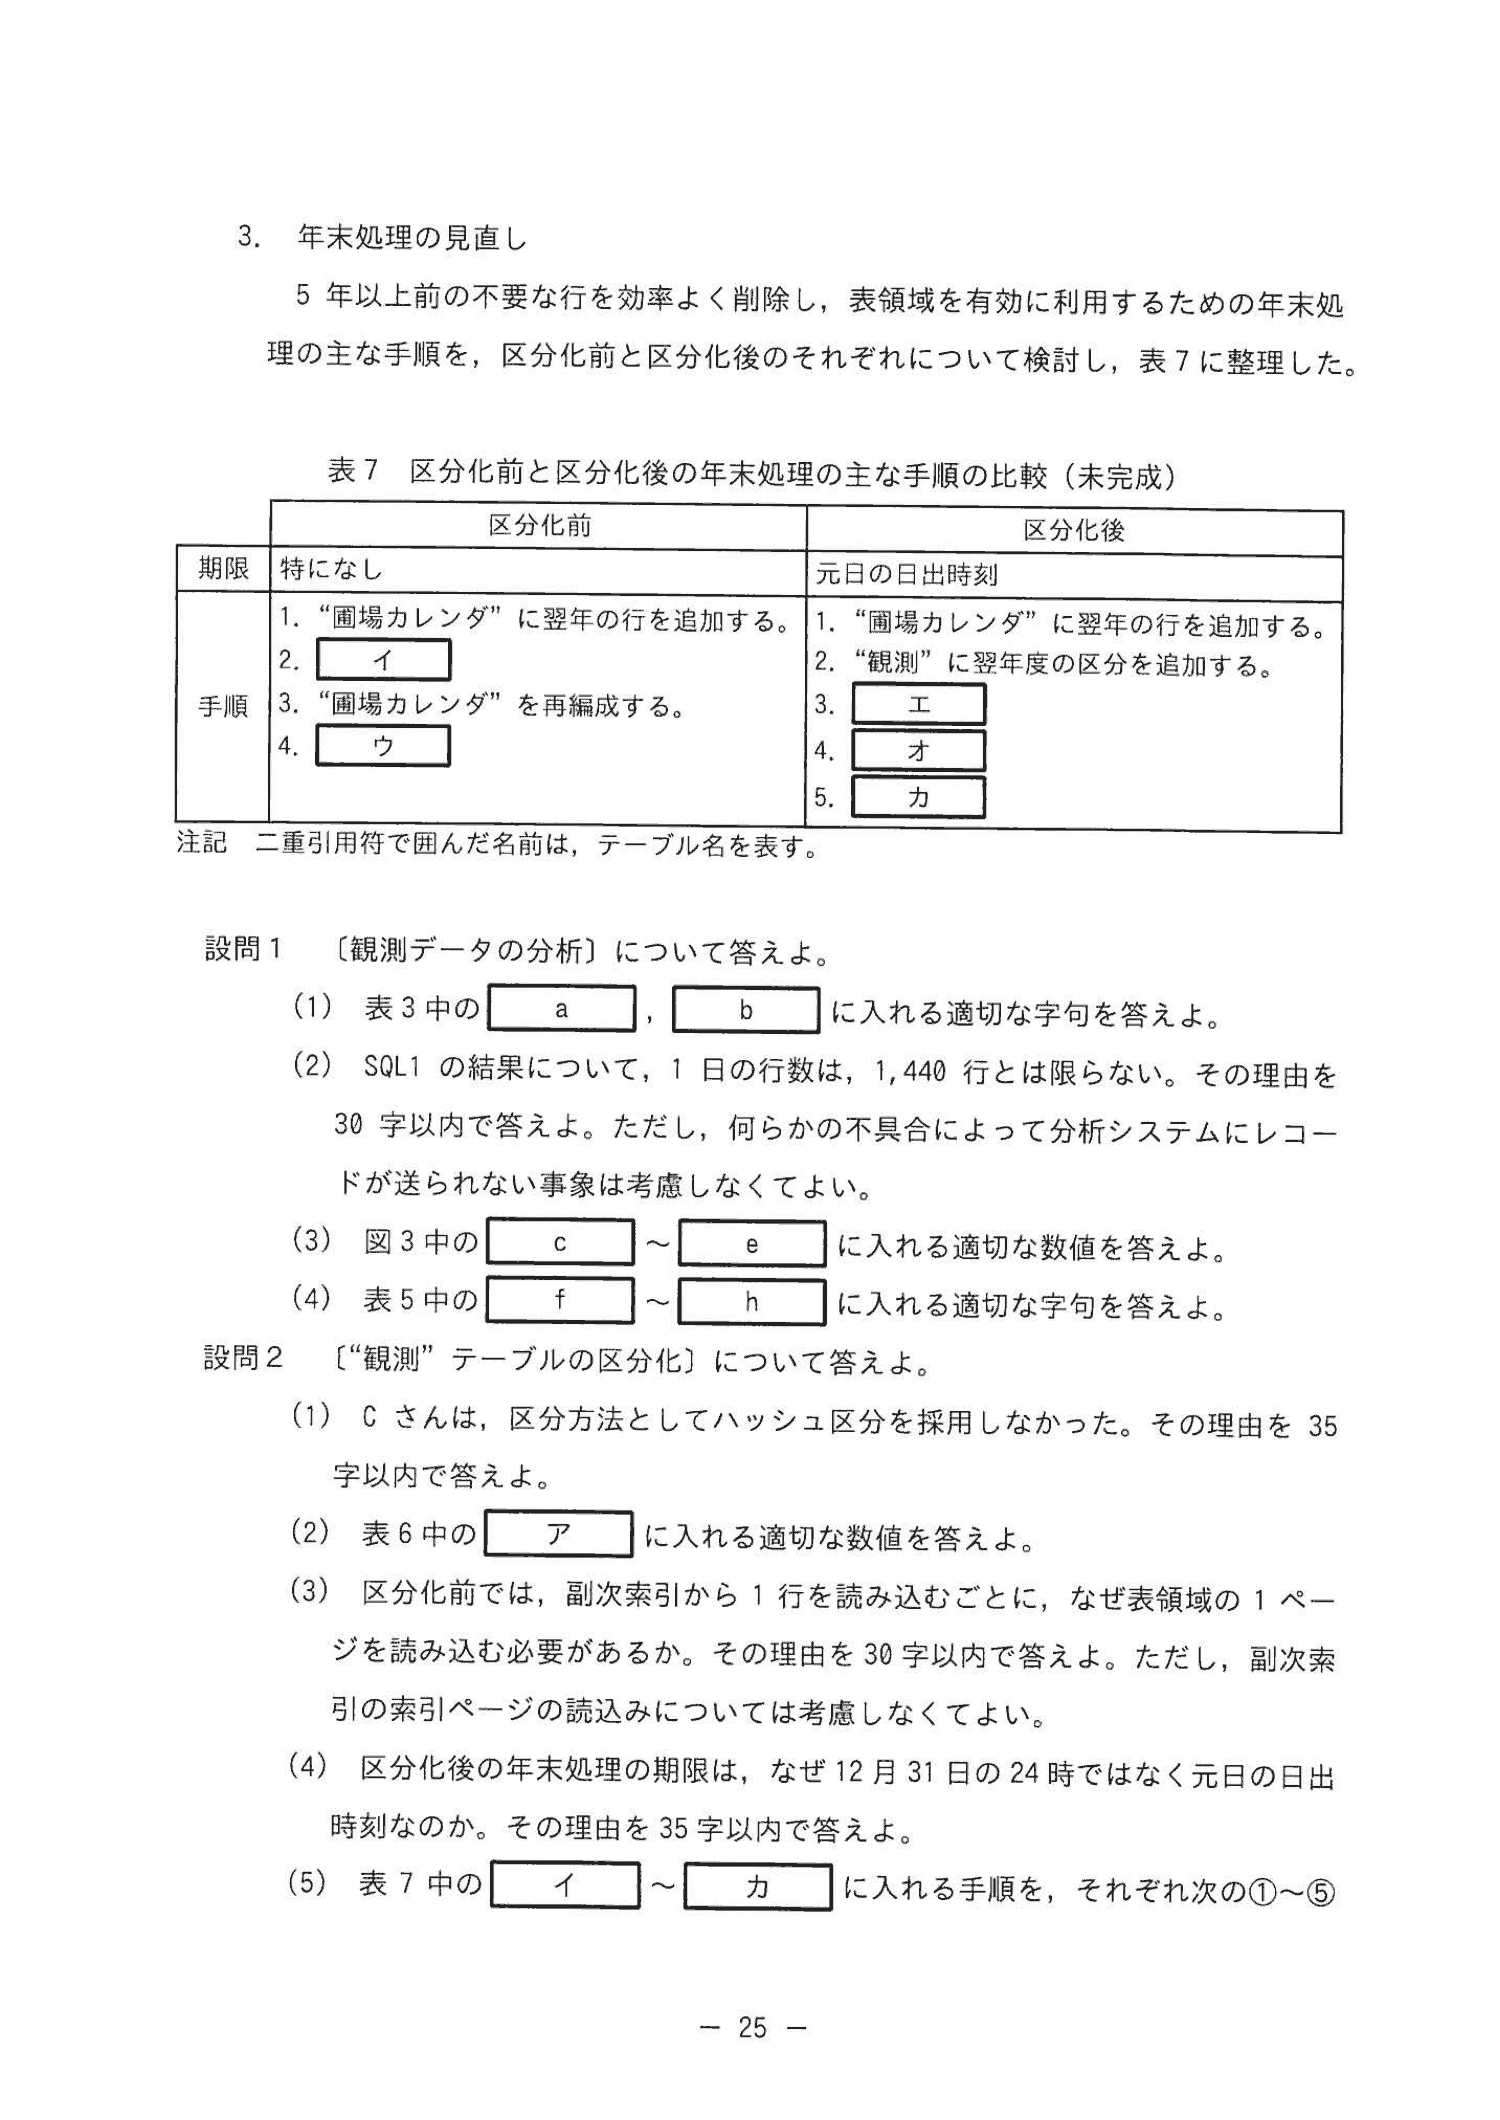 3. 年末処理の見直し
5 年以上前の不要な行を効率よく削除し，表領域を有効に利用するための年末処
理の主な手順を，区分化前と区分化後のそれぞれについて検討し，表 7 に整理した。
表 7 区分化前と区分化後の年末処理の主な手順の比較（未完成）
区分化前 区分化後
期限 特になし 元日の日出時刻
手順
1. “圃場カレンダ” に翌年の行を追加する。
2. イ
3. “圃場カレンダ” を再編成する。
4. ウ
1. “圃場カレンダ” に翌年の行を追加する。
2. “観測” に翌年度の区分を追加する。
3. エ
4. オ
5. カ
注記 二重引用符で囲んだ名前は，テーブル名を表す。
設問 1 〔観測データの分析〕について答えよ。
(1) 表 3 中の a ， b に入れる適切な字句を答えよ。
(2) SQL1 の結果について，1 日の行数は，1,440 行とは限らない。その理由を
30 字以内で答えよ。ただし，何らかの不具合によって分析システムにレコー
ドが送られない事象は考慮しなくてよい。
(3) 図 3 中の c ～ e に入れる適切な数値を答えよ。
(4) 表 5 中の f ～ h に入れる適切な字句を答えよ。
設問 2 〔“観測” テーブルの区分化〕について答えよ。
(1) C さんは，区分方法としてハッシュ区分を採用しなかった。その理由を 35
字以内で答えよ。
(2) 表 6 中の ア に入れる適切な数値を答えよ。
(3) 区分化前では，副次索引から 1 行を読み込むごとに，なぜ表領域の 1 ペー
ジを読み込む必要があるか。その理由を 30 字以内で答えよ。ただし，副次索
引の索引ページの読込みについては考慮しなくてよい。
(4) 区分化後の年末処理の期限は，なぜ 12 月 31 日の 24 時ではなく元日の日出
時刻なのか。その理由を 35 字以内で答えよ。
(5) 表 7 中の イ ～ カ に入れる手順を，それぞれ次の①～⑤
－ 25 －